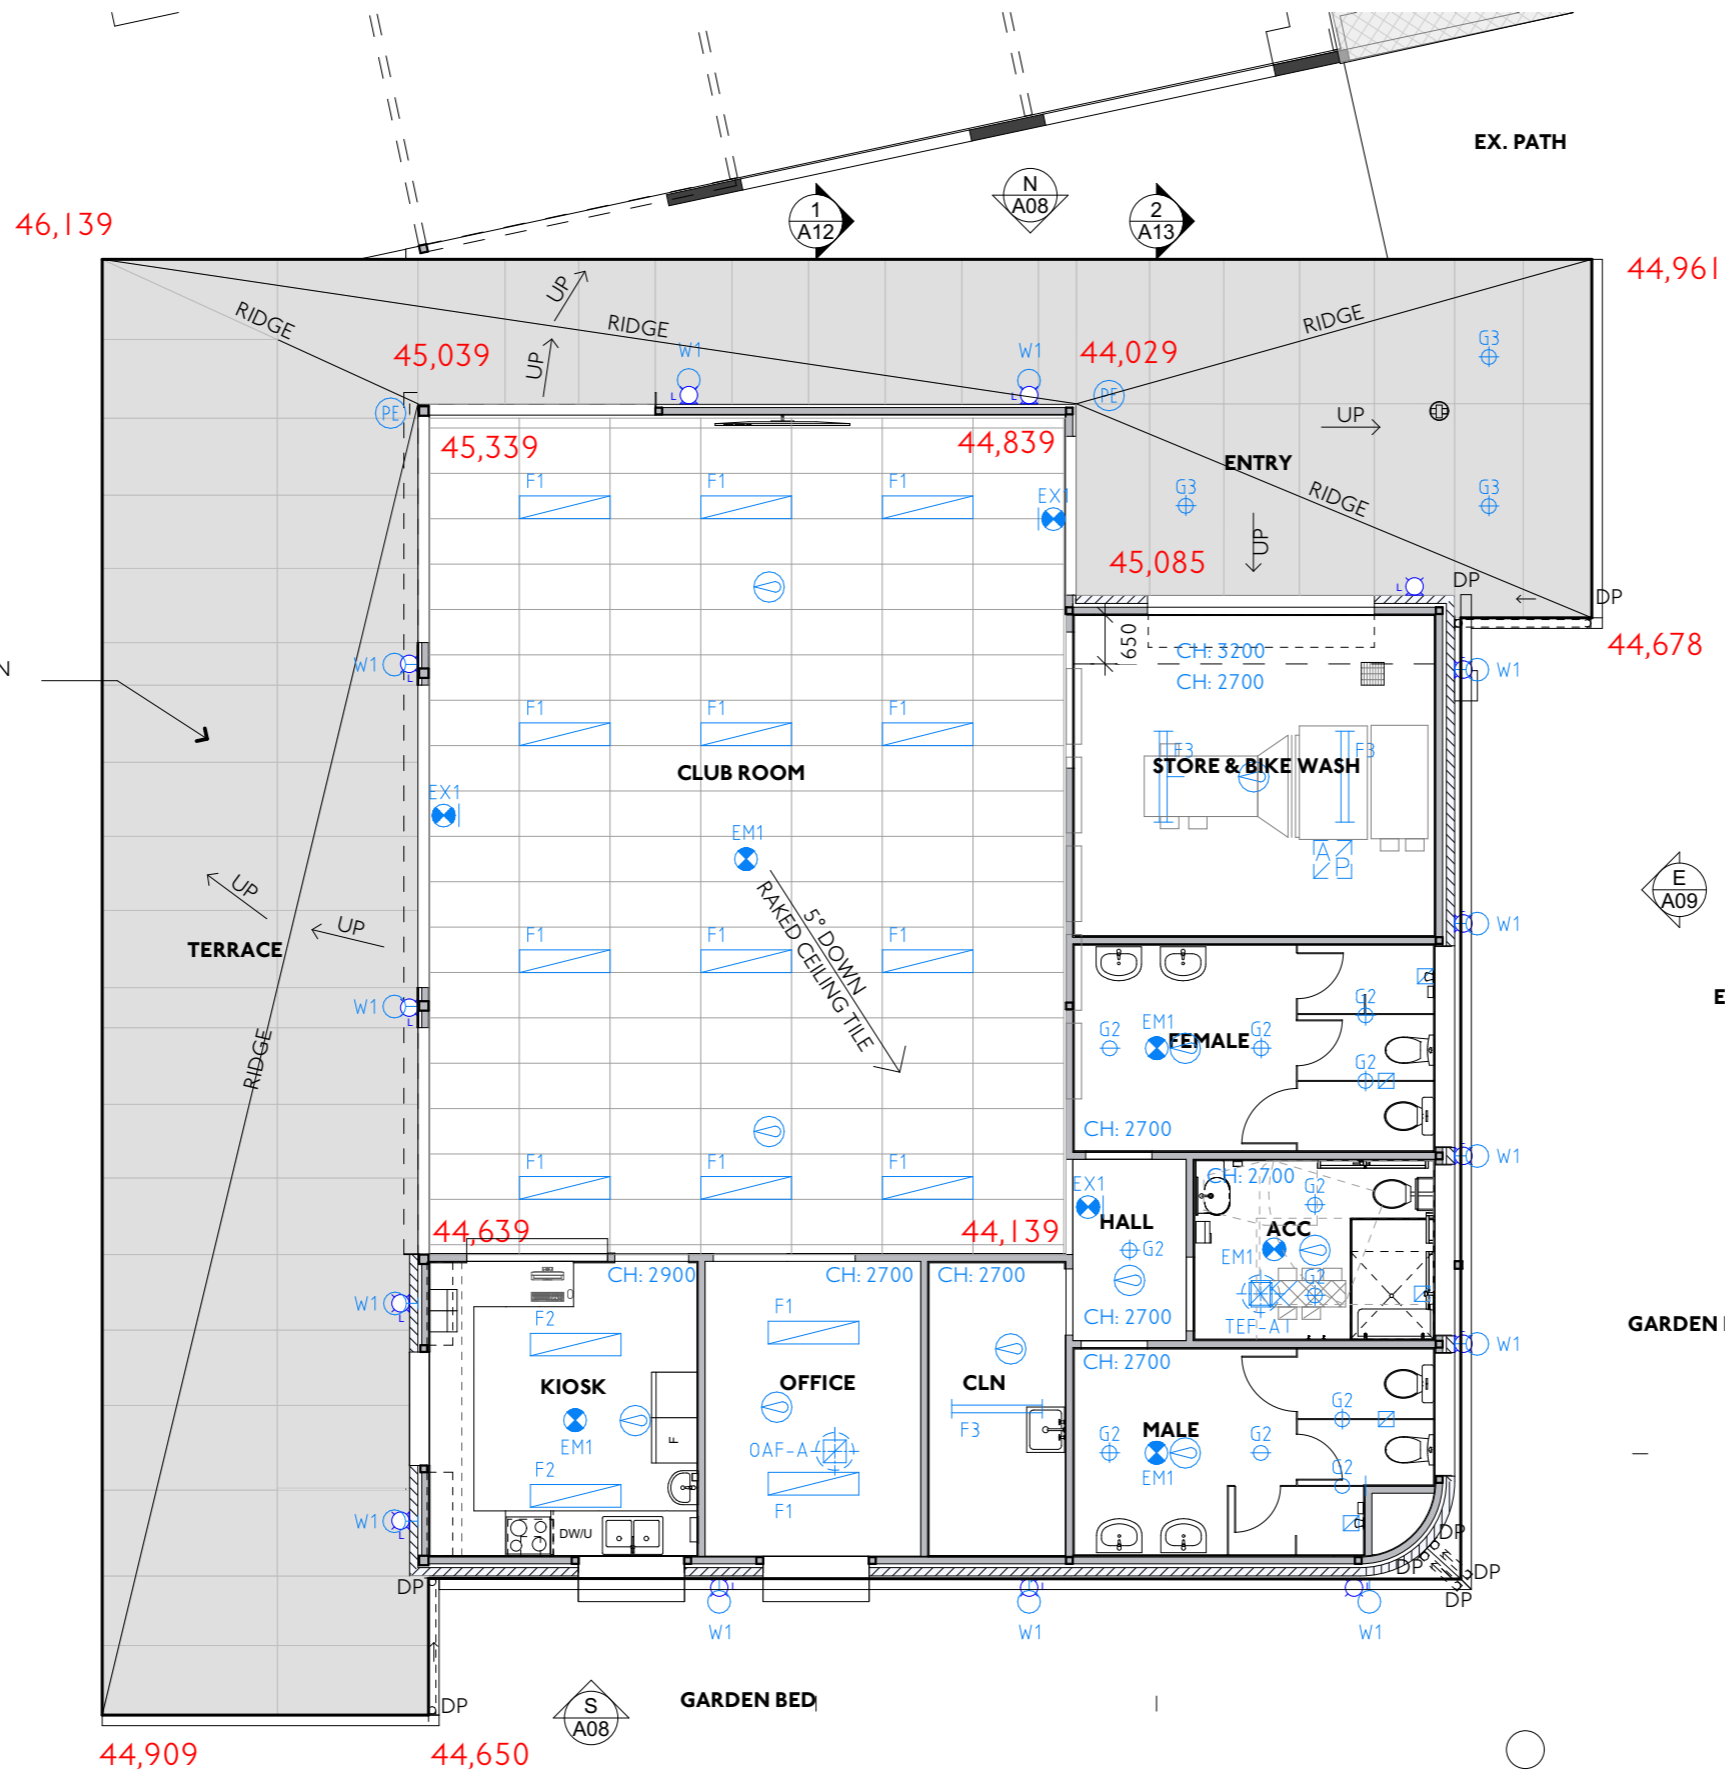 EX. PATH
46,139
1
A12
N
A08
2
A13
44,961
RIDGE
UP
RIDGE
RIDGE
45,039
UP
W1
W1
44,029
G3
PE
PE
UP
45,339
44,839
ENTRY
F1
F1
F1
EX1
G3
RIDGE
G3
UP
45,085
DP
DP
650
CH: 3200
CH: 2700
44,678
N
W1
W1
F1
F1
F1
F3
F3
CLUB ROOM
STORE & BIKE WASH
EX1
EM1
A
P
E
A09
UP
UP
RAKED CEILING TILE
5° DOWN
TERRACE
W1
F1
F1
F1
W1
G2
G2
EM1
FEMALE
G2
E
RIDGE
G2
CH: 2700
W1
F1
F1
F1
CH: 2700
EX1
G2
HALL
ACC
44,639
44,139
G2
EM1
CH: 2900
CH: 2700
CH: 2700
G2
W1
CH: 2700
TEF-A1
GARDEN
F2
F1
W1
CH: 2700
KIOSK
OFFICE
CLN
EM1
F3
G2
MALE
G2
G2
OAF-A
F
EM1
F2
F1
G2
W1
DW/U
DP
DP
DP
DP
DP
W1
W1
W1
S
A08
GARDEN BED
DP
44,909
44,650